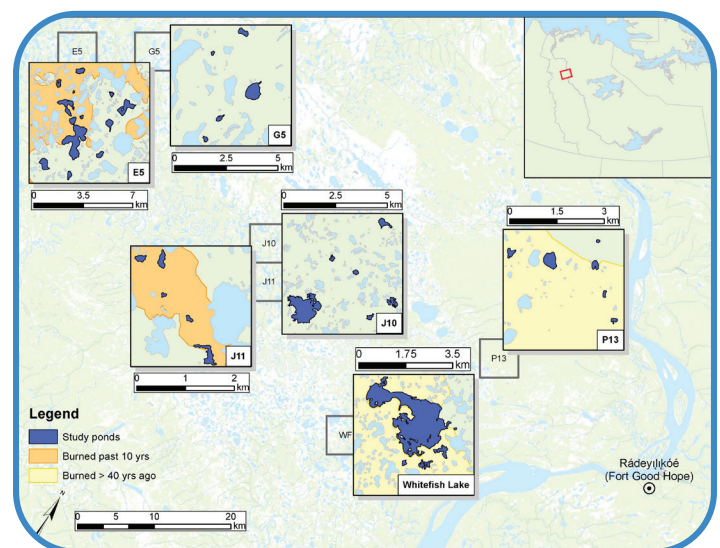 E5
G5
G5
0 2.5 5
km
E5
0 3.5 7
km
0 2.5 5
km
J10
J11
J10
0 1.5 3
km
P13
J11
0 1 2
km
P13
0 1.75 3.5
km
WF
Whitefish Lake
Legend
Study ponds
Burned past 10 yrs
Burned > 40 yrs ago
N
0 5 10 20
km
Rádeyı̨lı̨kóé
(Fort Good Hope)